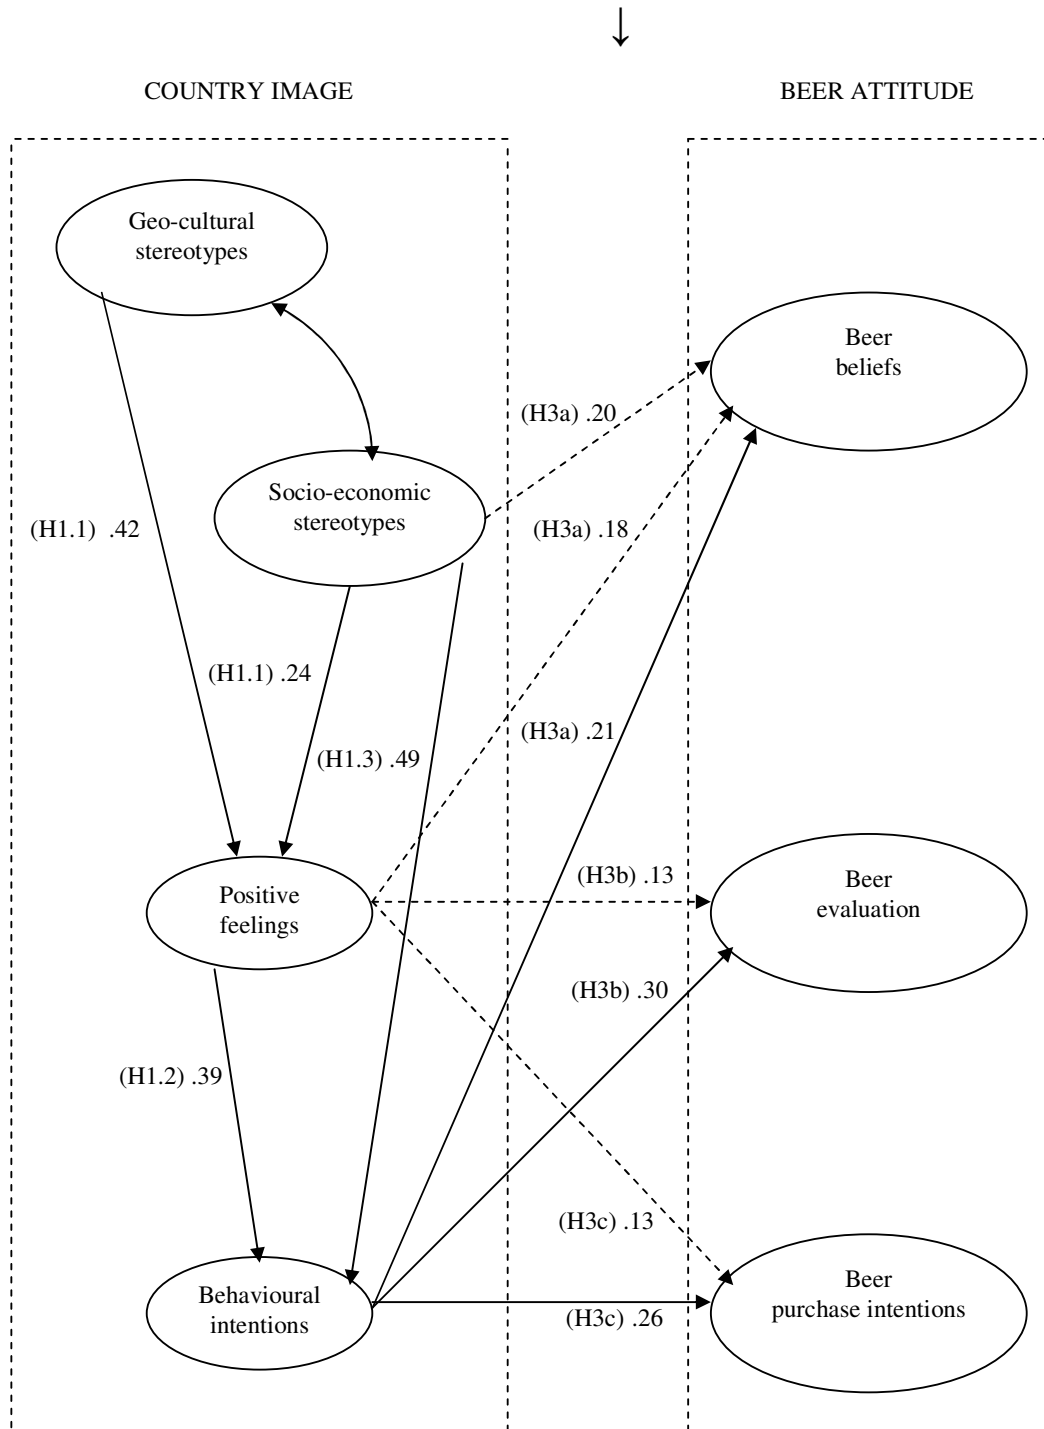 COUNTRY IMAGE
BEER ATTITUDE
Geo-cultural
stereotypes
Beer
beliefs
(H3a) .20
Socio-economic
stereotypes
(H1.1) .42
(H3a) .18
(H1.1) .24
(H3a) .21
(H1.3) .49
Positive
feelings
(H3b) .13
Beer
evaluation
(H3b) .30
(H1.2) .39
(H3c) .13
Behavioural
intentions
(H3c) .26
Beer
purchase intentions